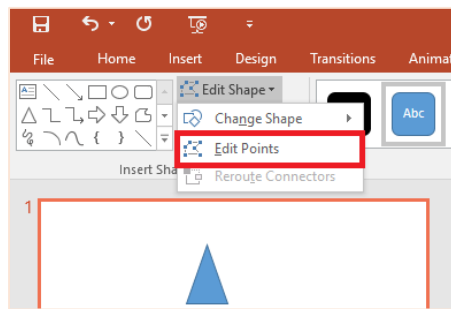 File Home Insert Design Transitions Animat
Edit Shape
Abc
Change Shape
Edit Points
Insert Sha
Reroute Connectors
1